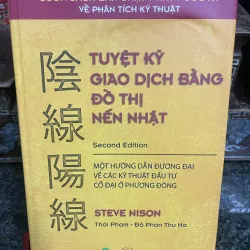 VỀ PHÂN TÍCH KỸ THUẬT
陰線陽線
TUYỆT KỸ
GIAO DỊCH BẰNG
ĐỒ THỊ
NẾN NHẬT
Second Edition
MỘT HƯỚNG DẪN ĐƯƠNG ĐẠI
VỀ CÁC KỸ THUẬT ĐẦU TƯ
CỔ ĐẠI Ở PHƯƠNG ĐÔNG
STEVE NISON
Thái Phạm - Đỗ Phan Thu Hà